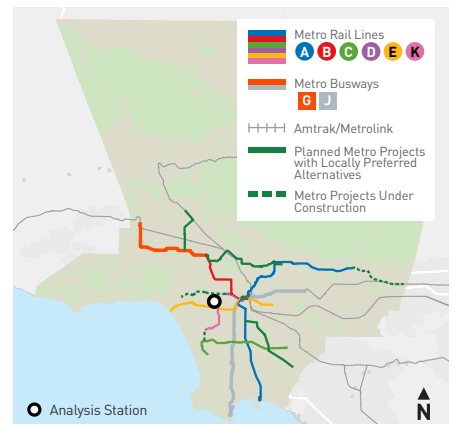 Metro Rail Lines
A B C D E K
Metro Busways
G J
Amtrak/Metrolink
Planned Metro Projects
with Locally Preferred
Alternatives
Metro Projects Under
Construction
Analysis Station
N